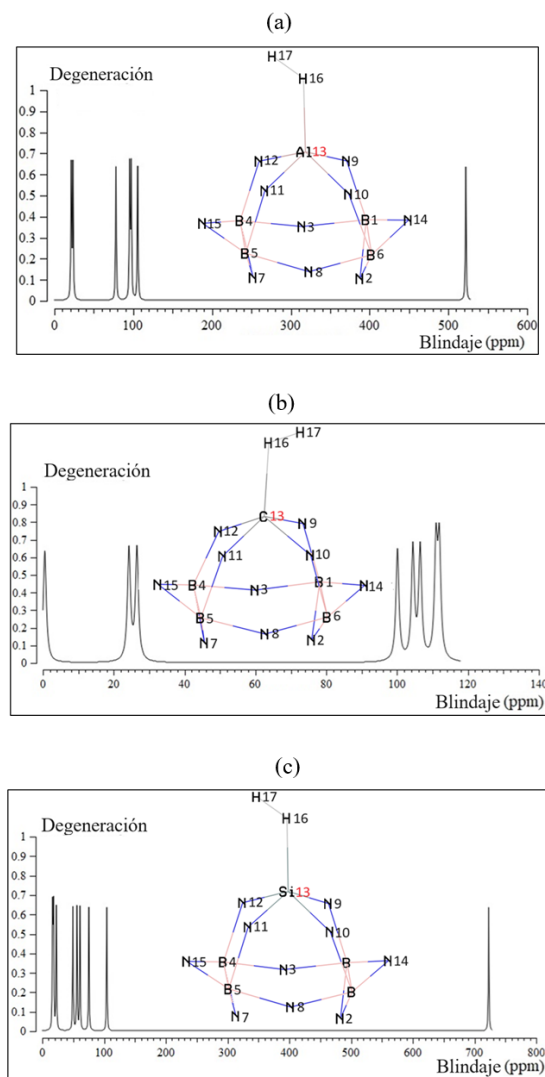 (a)
Degeneración
H17
H16
1
0.9
0.8
0.7
0.6
0.5
0.4
0.3
0.2
0.1
0
N12
Al13
N9
N11
N10
N15
B4
N3
B1
N14
B5
N8
B6
N7
N2
0 100 200 300 400 500 600
Blindaje (ppm)
(b)
Degeneración
H16 H17
1
0.9
0.8
0.7
0.6
0.5
0.4
0.3
0.2
0.1
0
N12
C13
N9
N11
N10
N15
B4
N3
B1
N14
B5
N8
B6
N7
N2
0 20 40 60 80 100 120 140
Blindaje (ppm)
(c)
H17
H16
Degeneración
1
0.9
0.8
0.7
0.6
0.5
0.4
0.3
0.2
0.1
0
N12
Si13
N9
N11
N10
N15
B4
N3
B
N14
B5
N8
B
N7
N2
0 100 200 300 400 500 600 700 800
Blindaje (ppm)